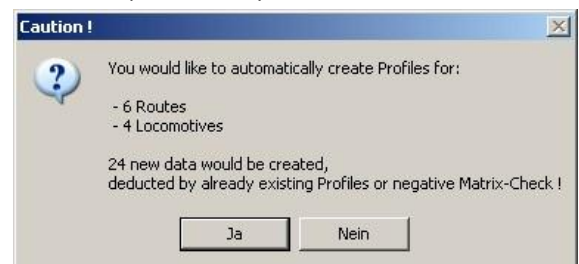 Caution !
You would like to automatically create Profiles for:
- 6 Routes
- 4 Locomotives
24 new data would be created,
deducted by already existing Profiles or negative Matrix-Check !
Ja Nein